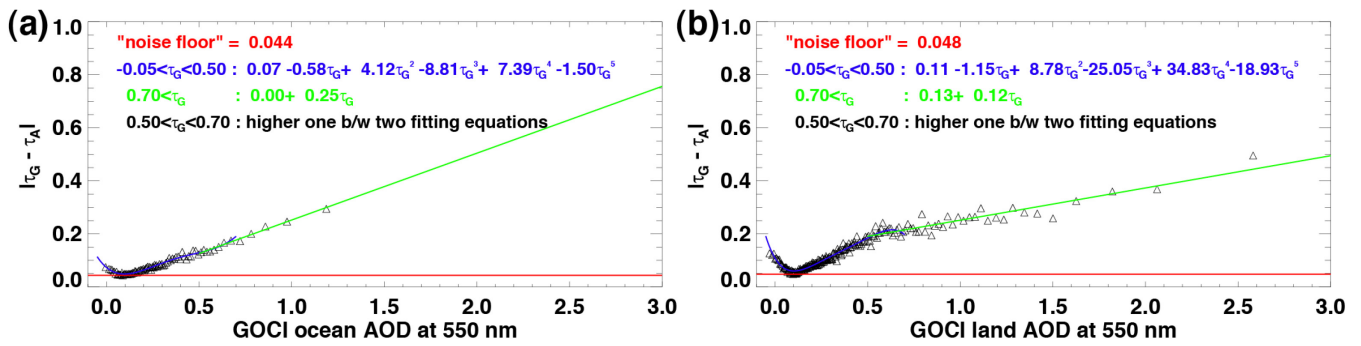 (a)
"noise floor" = 0.044
-0.05<τG<0.50 : 0.07 -0.58τG+ 4.12τG² -8.81τG³+ 7.39τG⁴ -1.50τG⁵
0.70<τG : 0.00+ 0.25τG
0.50<τG<0.70 : higher one b/w two fitting equations
1.0
0.8
0.6
0.4
0.2
0.0
|τG - τA|
0.0 0.5 1.0 1.5 2.0 2.5 3.0
GOCI ocean AOD at 550 nm
(b)
"noise floor" = 0.048
-0.05<τG<0.50 : 0.11 -1.15τG+ 8.78τG²-25.05τG³+ 34.83τG⁴-18.93τG⁵
0.70<τG : 0.13+ 0.12τG
0.50<τG<0.70 : higher one b/w two fitting equations
1.0
0.8
0.6
0.4
0.2
0.0
|τG - τA|
0.0 0.5 1.0 1.5 2.0 2.5 3.0
GOCI land AOD at 550 nm